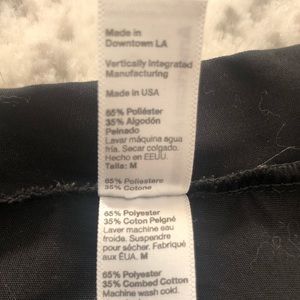 Made in
Downtown LA
Vertically Integrated
Manufacturing
Made in USA
65% Poliéster
35% Algodón
Peinado
Lavar máquina agua
fría. Secar colgado.
Hecho en EEUU.
Talla: M
65% Poliestere
35% Cotone
65% Polyester
35% Coton Peigné
Laver machine eau
froide. Suspendre
pour sécher. Fabriqué
aux ÉUA. M
65% Polyester
35% Combed Cotton
Machine wash cold.